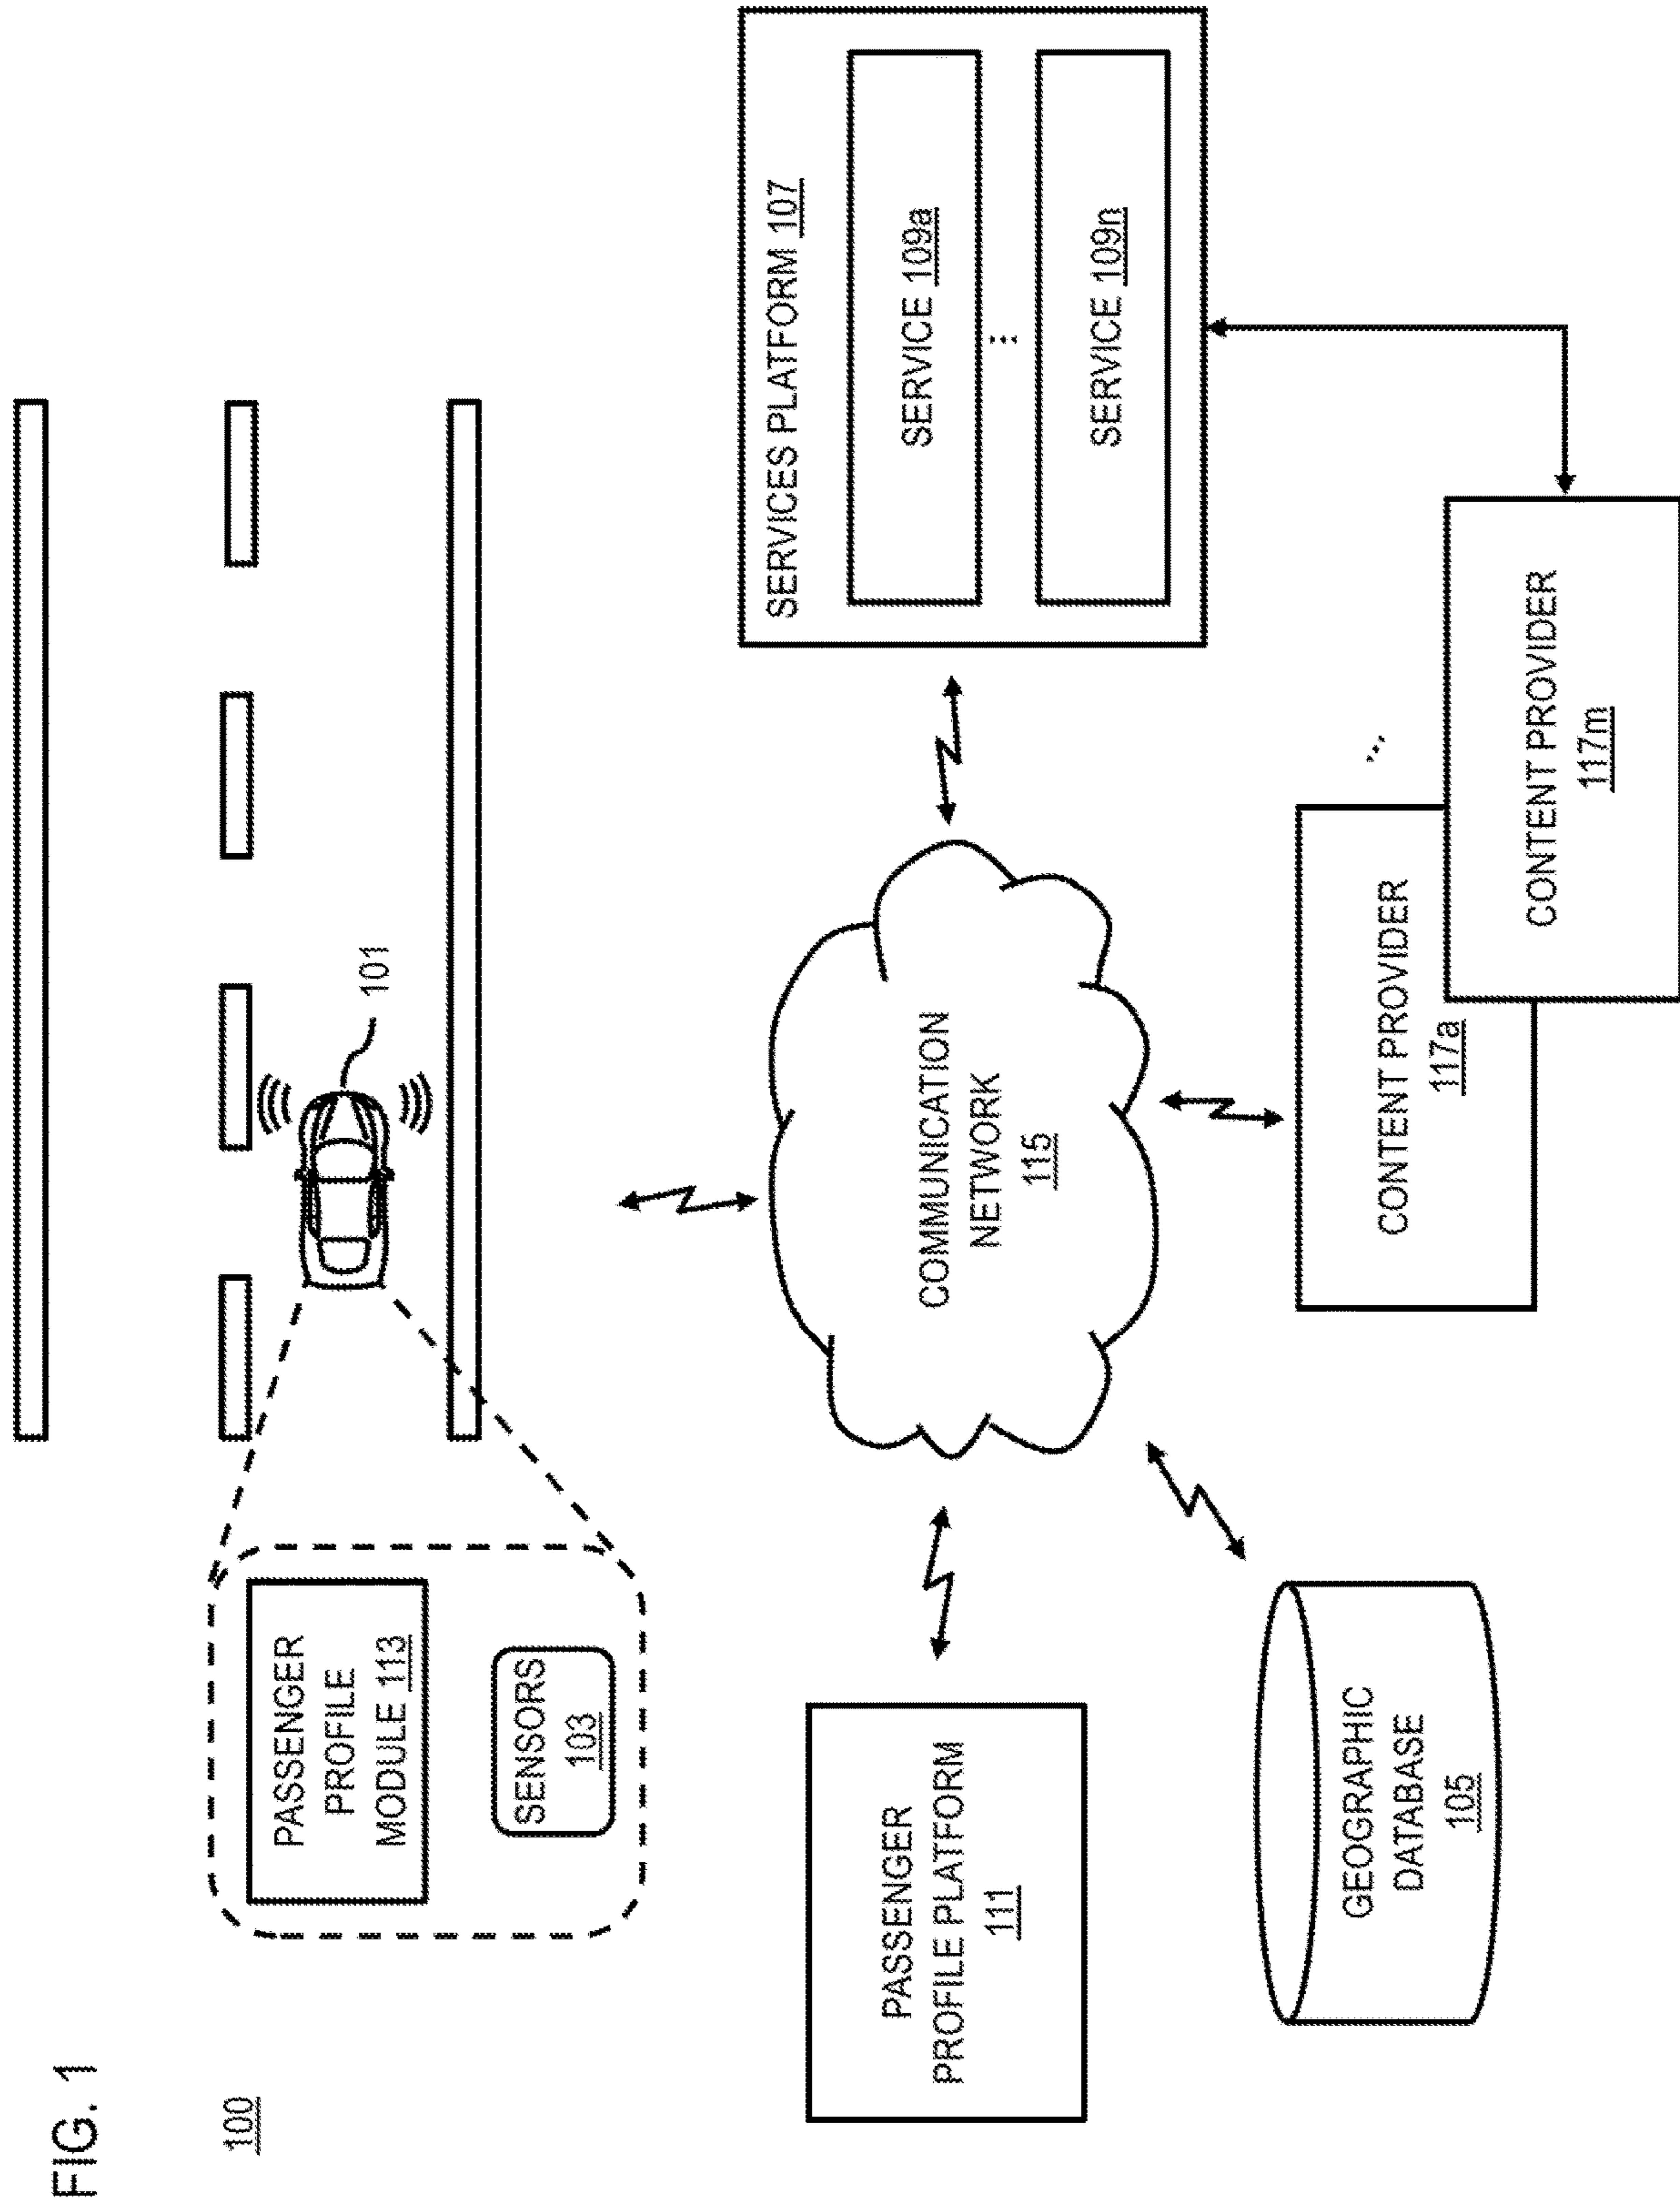 FIG. 1
100
PASSENGER
PROFILE
MODULE 113
SENSORS
103
101
PASSENGER
PROFILE PLATFORM
111
COMMUNICATION
NETWORK
115
SERVICES PLATFORM 107
SERVICE 109a
...
SERVICE 109n
GEOGRAPHIC
DATABASE
105
CONTENT PROVIDER
117a
...
CONTENT PROVIDER
117m